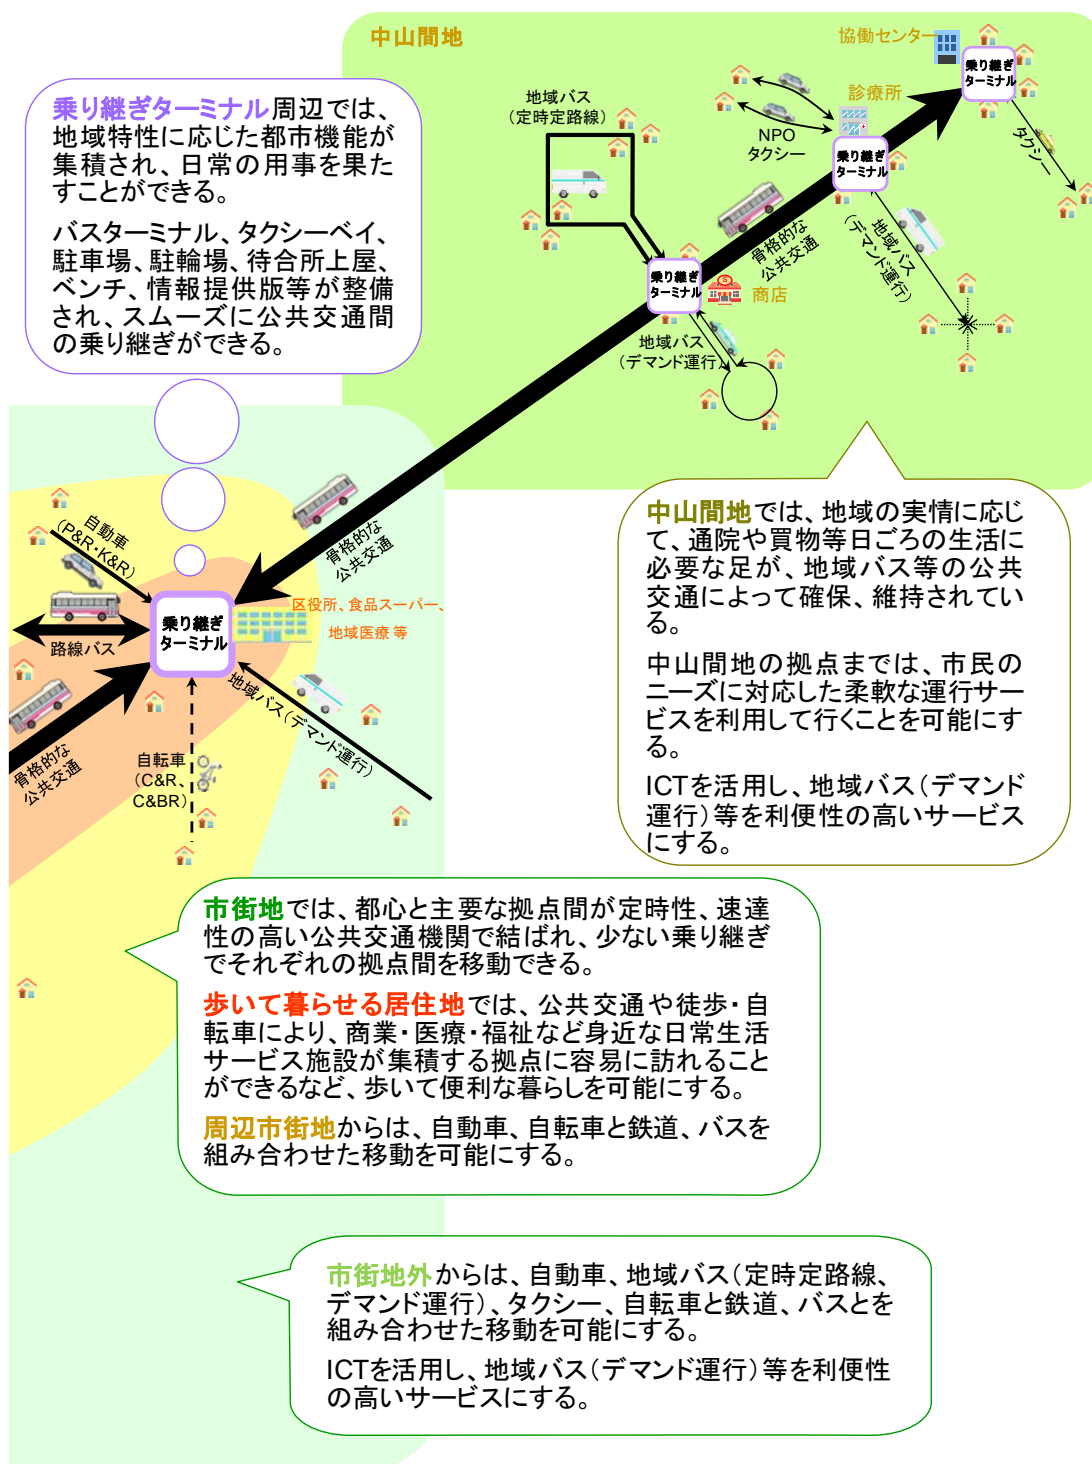 中山間地
協働センター
乗り継ぎ
ターミナル
診療所
NPO
タクシー
タクシー
乗り継ぎ
ターミナル
地域バス
(定時定路線)
骨格的な
公共交通
地域バス
(デマンド運行)
乗り継ぎ
ターミナル
商店
地域バス
(デマンド運行)
乗り継ぎターミナル周辺では、
地域特性に応じた都市機能が
集積され、日常の用事を果た
すことができる。
バスターミナル、タクシーベイ、
駐車場、駐輪場、待合所上屋、
ベンチ、情報提供版等が整備
され、スムーズに公共交通間
の乗り継ぎができる。
骨格的な
公共交通
自動車
(P&R・K&R)
乗り継ぎ
ターミナル
区役所、食品スーパー、
地域医療 等
路線バス
地域バス(デマンド運行)
骨格的な
公共交通
自転車
(C&R、
C&BR)
中山間地では、地域の実情に応じ
て、通院や買物等日ごろの生活に
必要な足が、地域バス等の公共
交通によって確保、維持されてい
る。
中山間地の拠点までは、市民の
ニーズに対応した柔軟な運行サー
ビスを利用して行くことを可能にす
る。
ICTを活用し、地域バス(デマンド
運行)等を利便性の高いサービス
にする。
市街地では、都心と主要な拠点間が定時性、速達
性の高い公共交通機関で結ばれ、少ない乗り継ぎ
でそれぞれの拠点間を移動できる。
歩いて暮らせる居住地では、公共交通や徒歩・自
転車により、商業・医療・福祉など身近な日常生活
サービス施設が集積する拠点に容易に訪れること
ができるなど、歩いて便利な暮らしを可能にする。
周辺市街地からは、自動車、自転車と鉄道、バスを
組み合わせた移動を可能にする。
市街地外からは、自動車、地域バス(定時定路線、
デマンド運行)、タクシー、自転車と鉄道、バスとを
組み合わせた移動を可能にする。
ICTを活用し、地域バス(デマンド運行)等を利便性
の高いサービスにする。